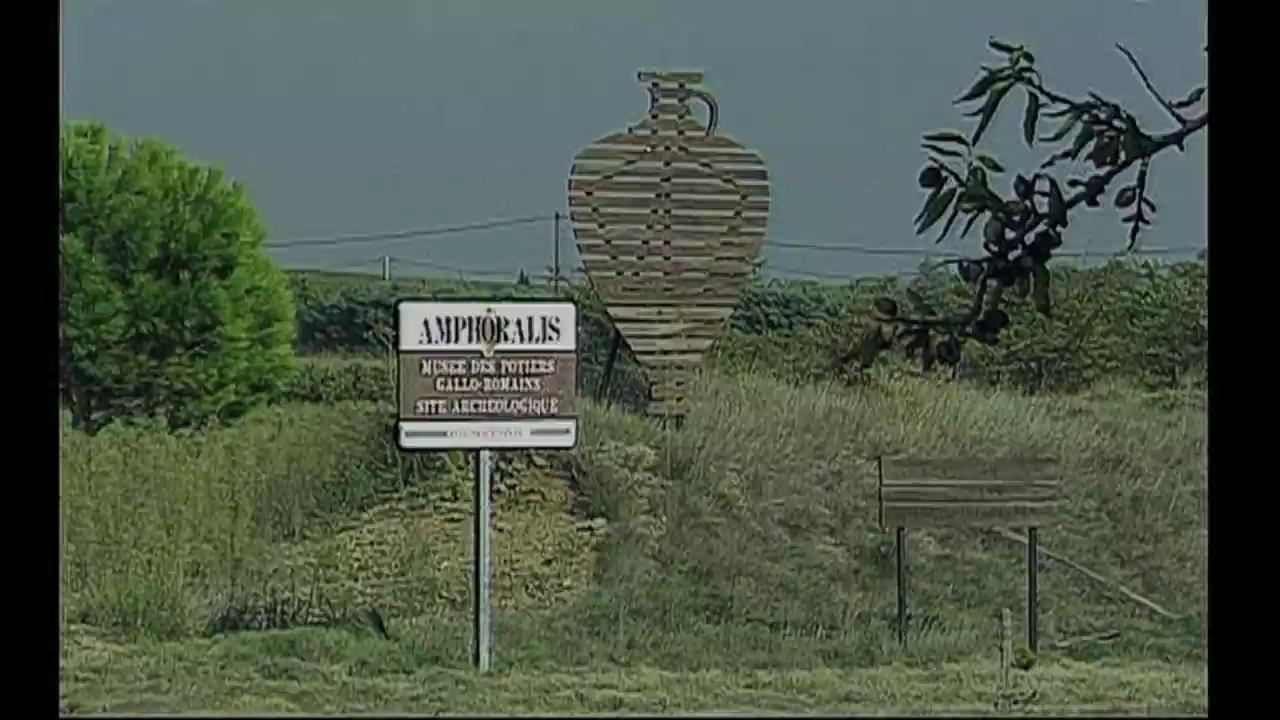 AMPHORALIS
MUSEE DES POTIERS
GALLO-ROMAINS
SITE ARCHEOLOGIQUE